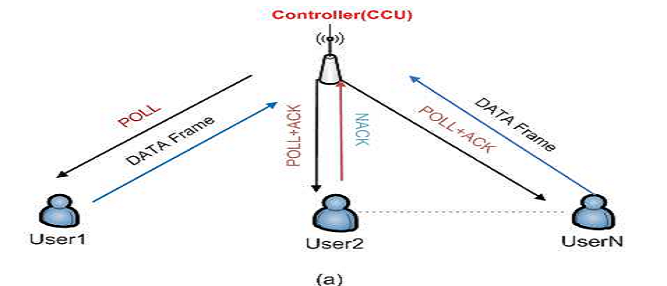 Controller(CCU)
POLL
DATA Frame
POLL+ACK
NACK
POLL+ACK
DATA Frame
User1
User2
UserN
(a)